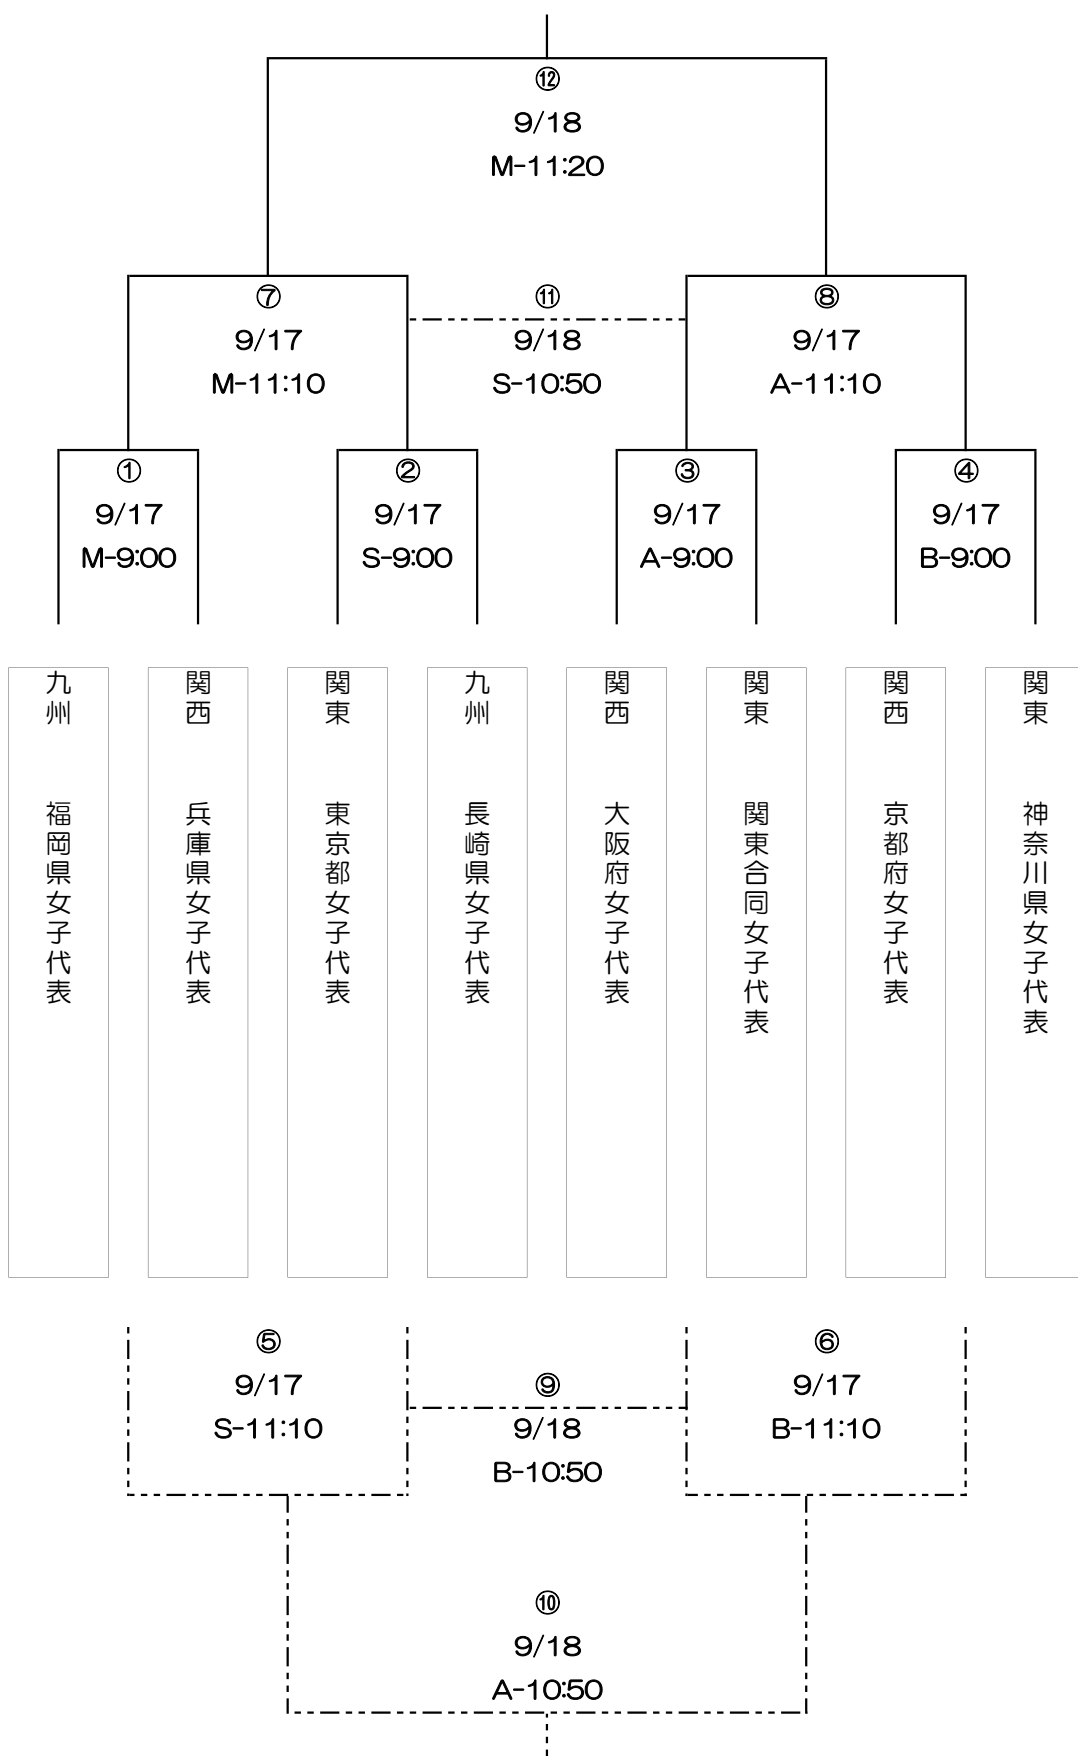 ⑫
9/18
M-11:20
⑦
9/17
M-11:10
⑪
9/18
S-10:50
⑧
9/17
A-11:10
①
9/17
M-9:00
②
9/17
S-9:00
③
9/17
A-9:00
④
9/17
B-9:00
九州 福岡県女子代表
関西 兵庫県女子代表
関東 東京都女子代表
九州 長崎県女子代表
関西 大阪府女子代表
関東 関東合同女子代表
関西 京都府女子代表
関東 神奈川県女子代表
⑤
9/17
S-11:10
⑨
9/18
B-10:50
⑥
9/17
B-11:10
⑩
9/18
A-10:50